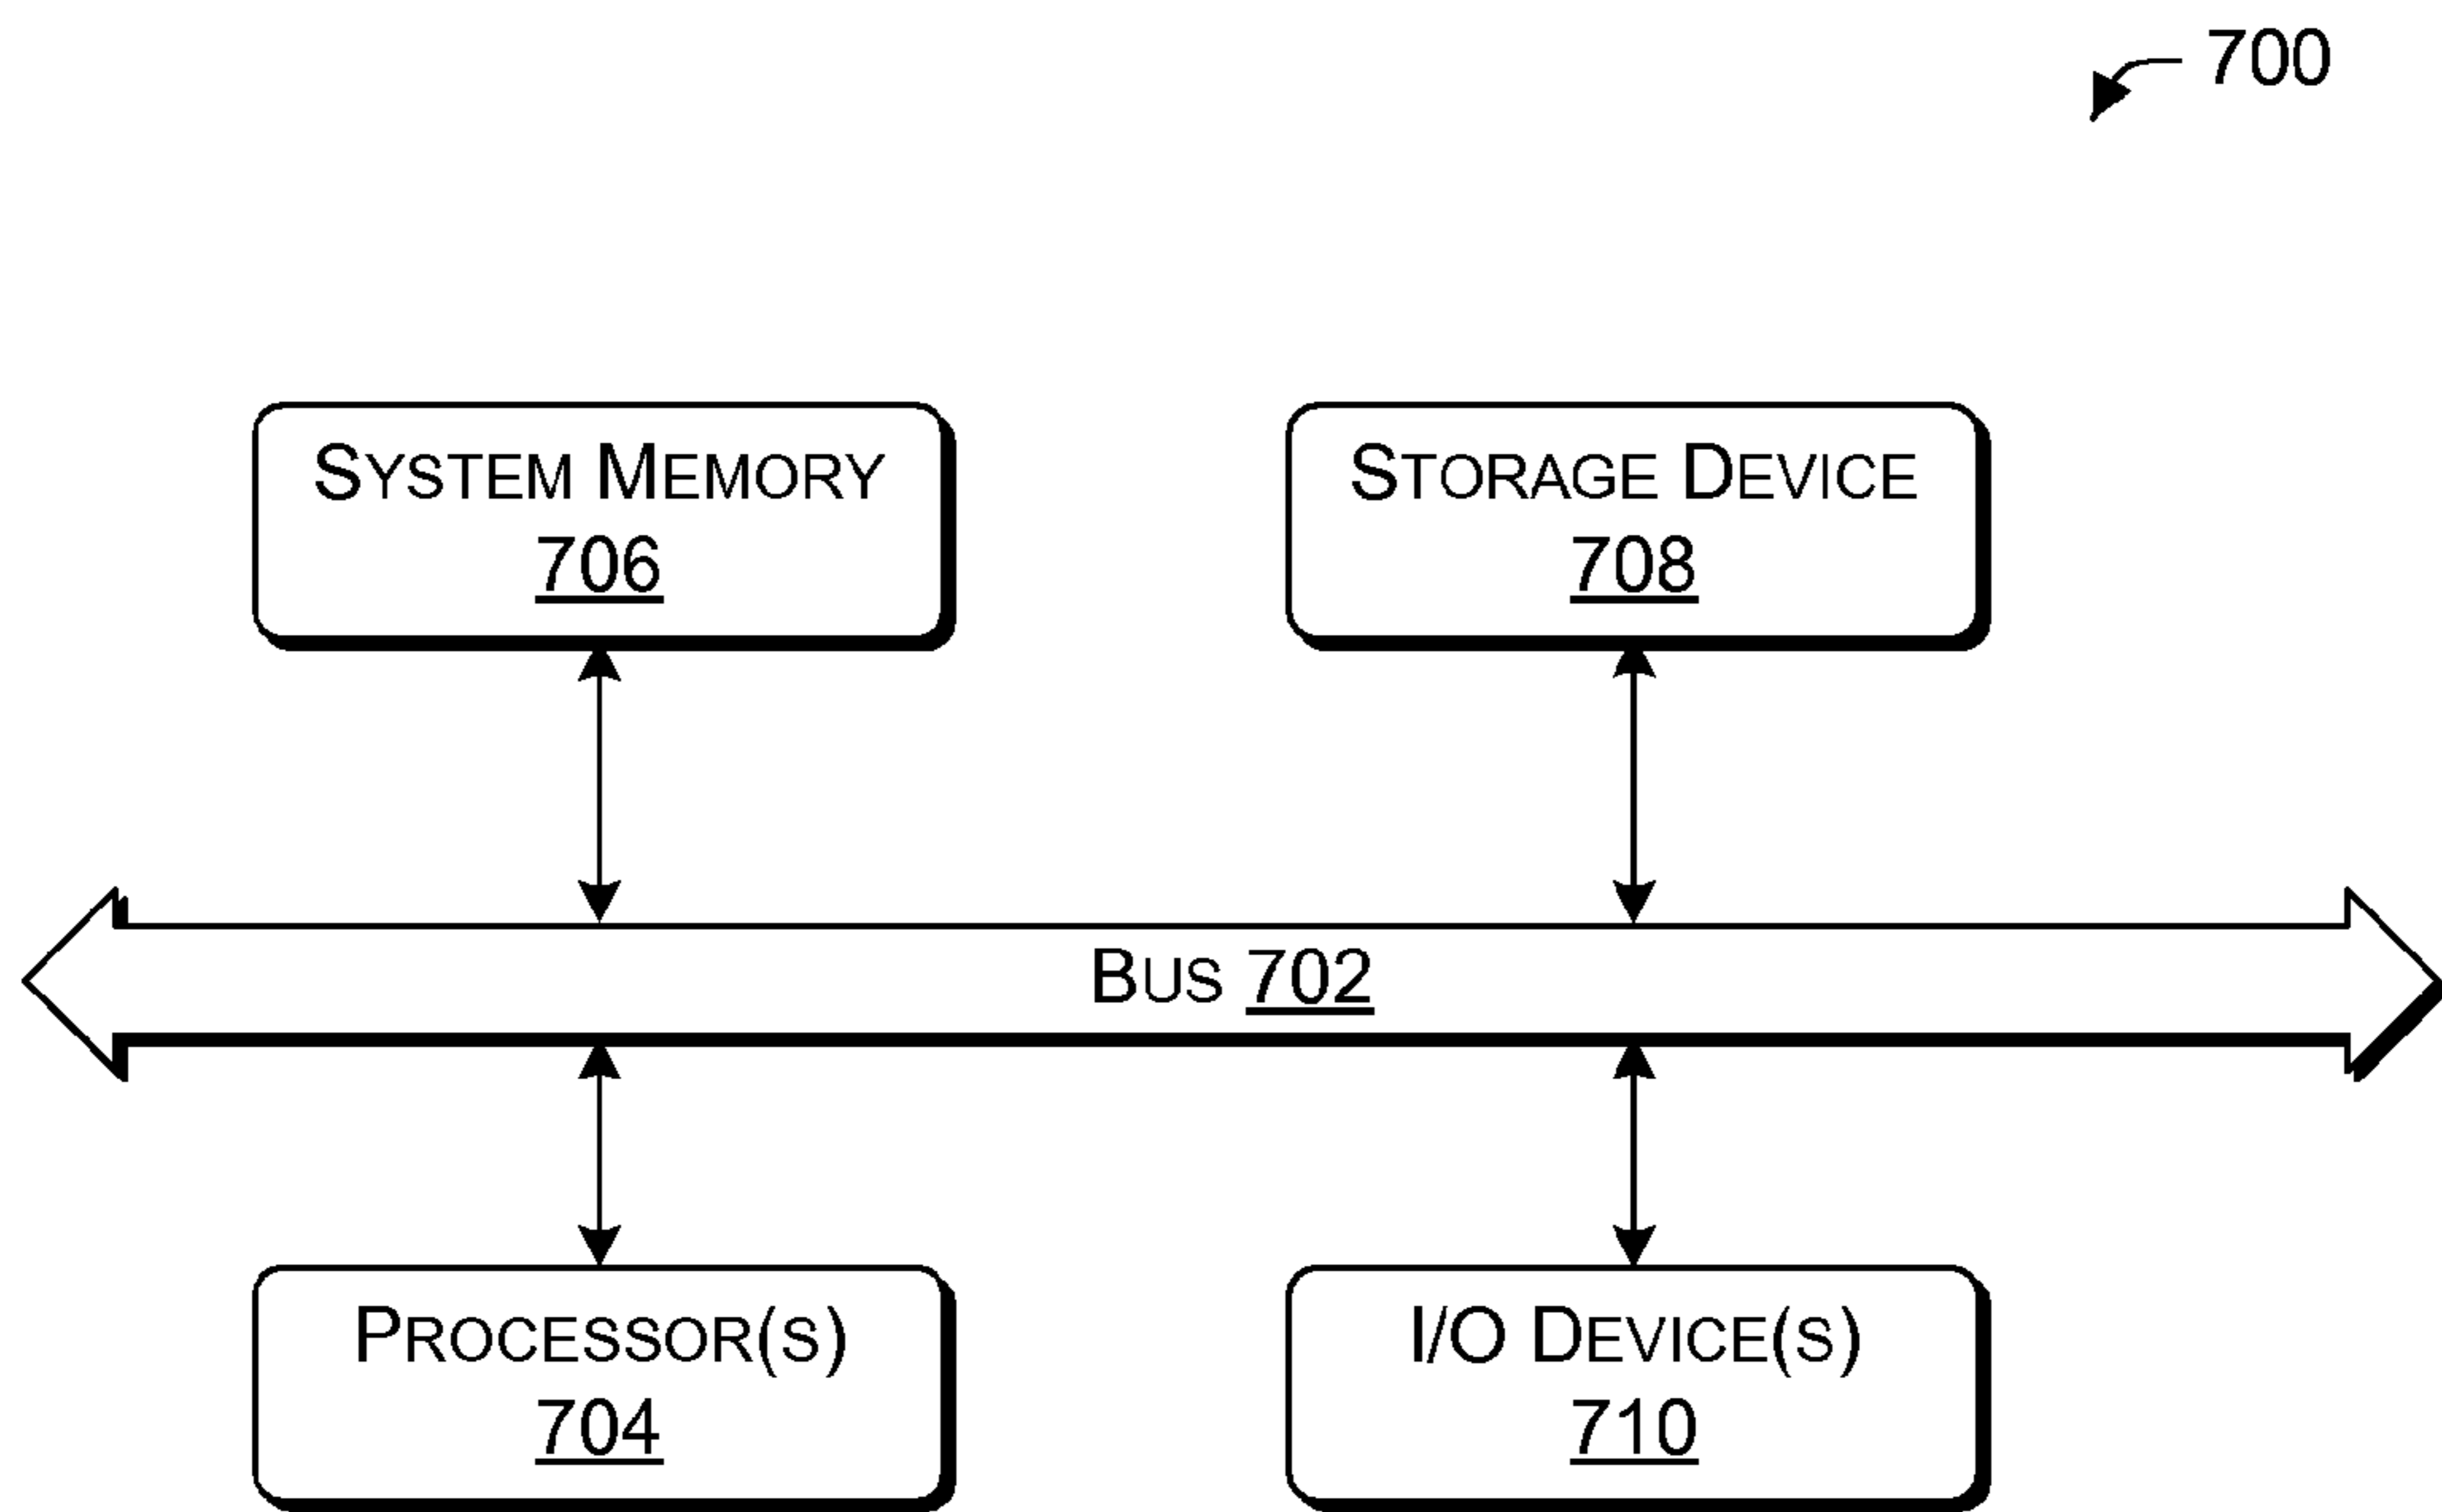 700
SYSTEM MEMORY
706
STORAGE DEVICE
708
BUS 702
PROCESSOR(S)
704
I/O DEVICE(S)
710